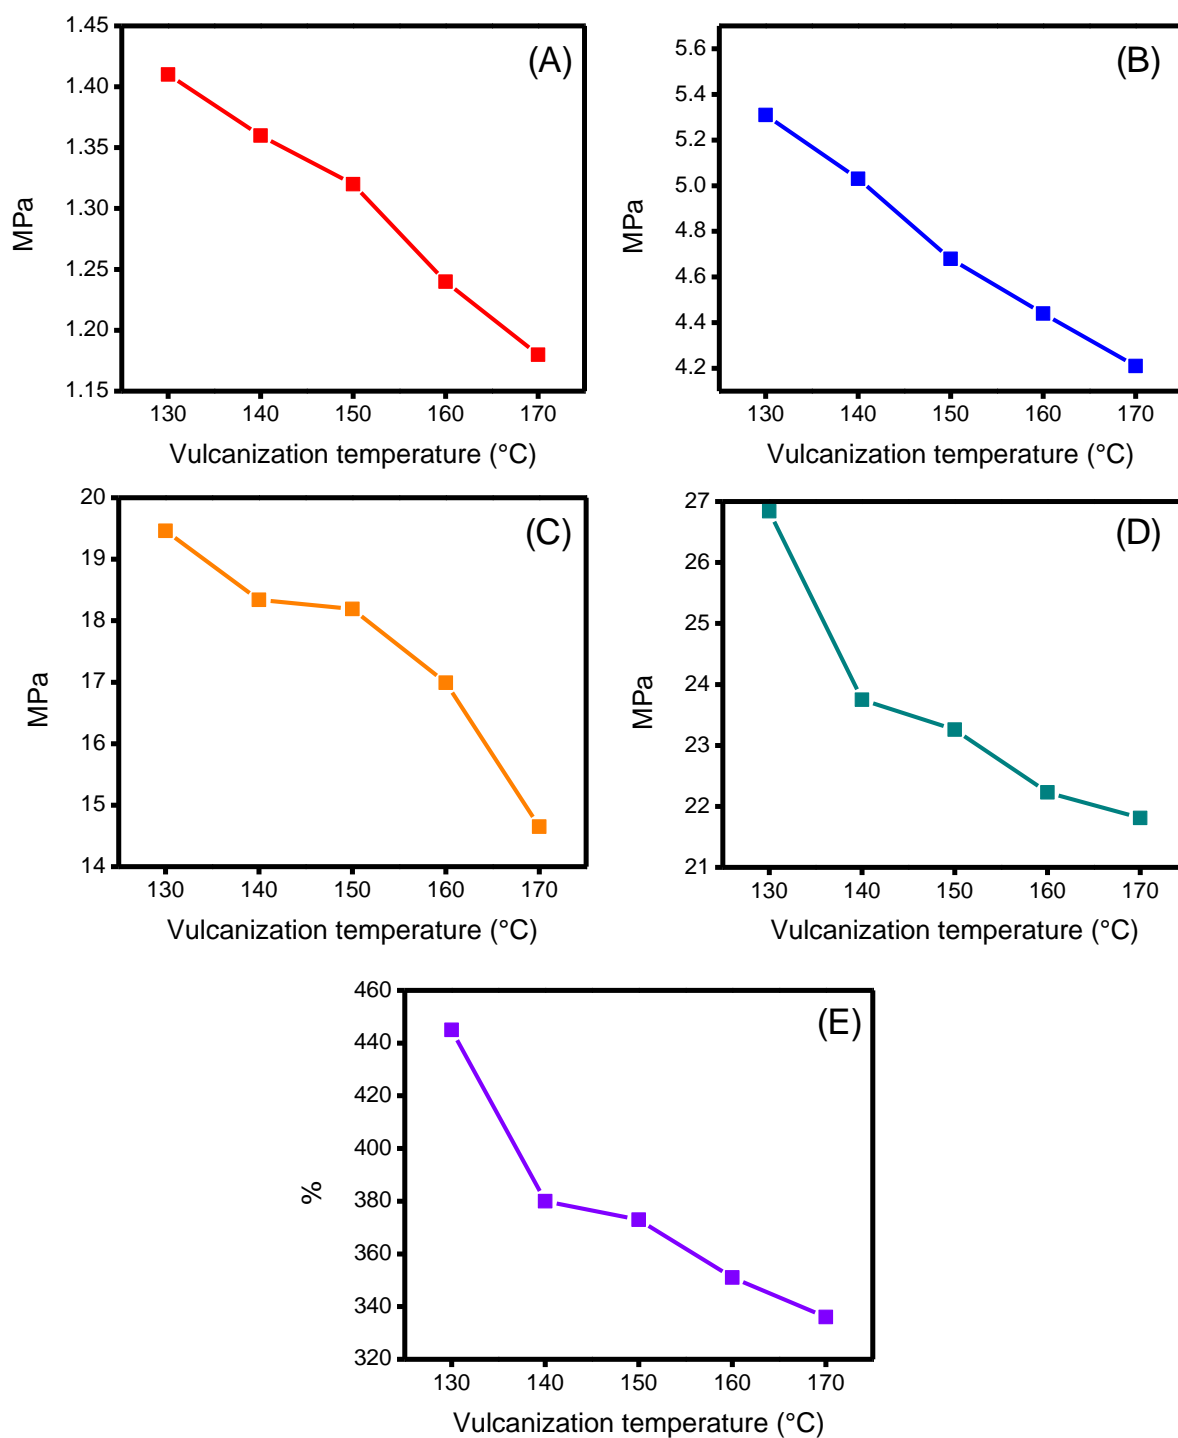 (A)
MPa
1.45
1.40
1.35
1.30
1.25
1.20
1.15
130 140 150 160 170
Vulcanization temperature (°C)
(B)
MPa
5.6
5.4
5.2
5.0
4.8
4.6
4.4
4.2
130 140 150 160 170
Vulcanization temperature (°C)
(C)
MPa
20
19
18
17
16
15
14
130 140 150 160 170
Vulcanization temperature (°C)
(D)
MPa
27
26
25
24
23
22
21
130 140 150 160 170
Vulcanization temperature (°C)
(E)
%
460
440
420
400
380
360
340
320
130 140 150 160 170
Vulcanization temperature (°C)